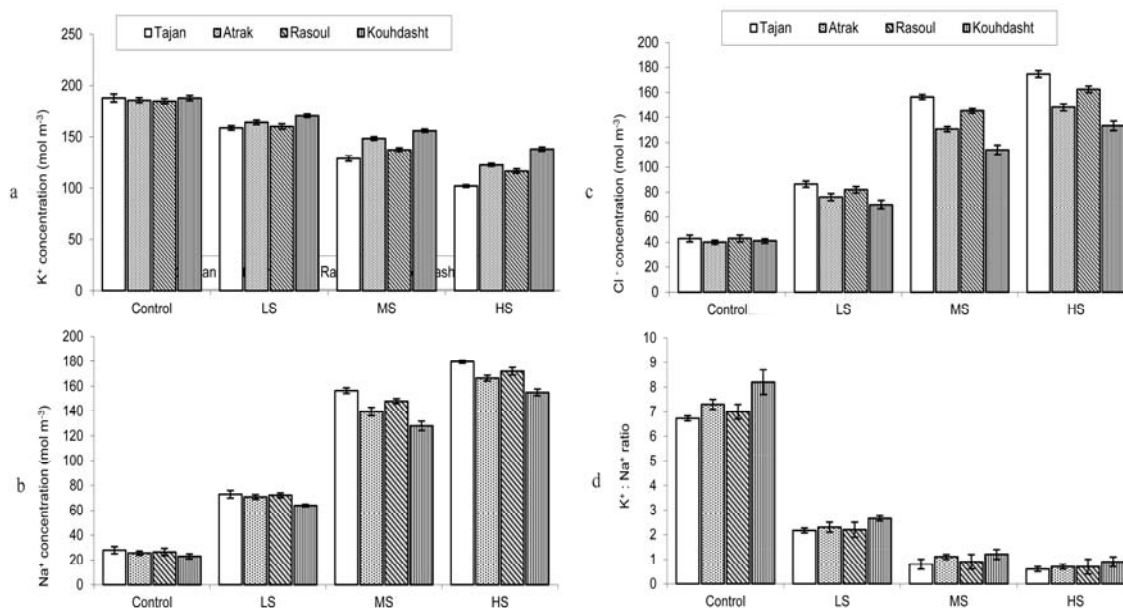 Tajan Atrak Rasoul Kouhdasht
250
200
150
100
50
0
K⁺ concentration (mol m⁻³)
a
an Ra ash
Control LS MS HS
Tajan Atrak Rasoul Kouhdasht
200
180
160
140
120
100
80
60
40
20
0
Cl⁻ concentration (mol m⁻³)
c
Control LS MS HS
200
180
160
140
120
100
80
60
40
20
0
Na⁺ concentration (mol m⁻³)
b
Control LS MS HS
10
9
8
7
6
5
4
3
2
1
0
K⁺ : Na⁺ ratio
d
Control LS MS HS